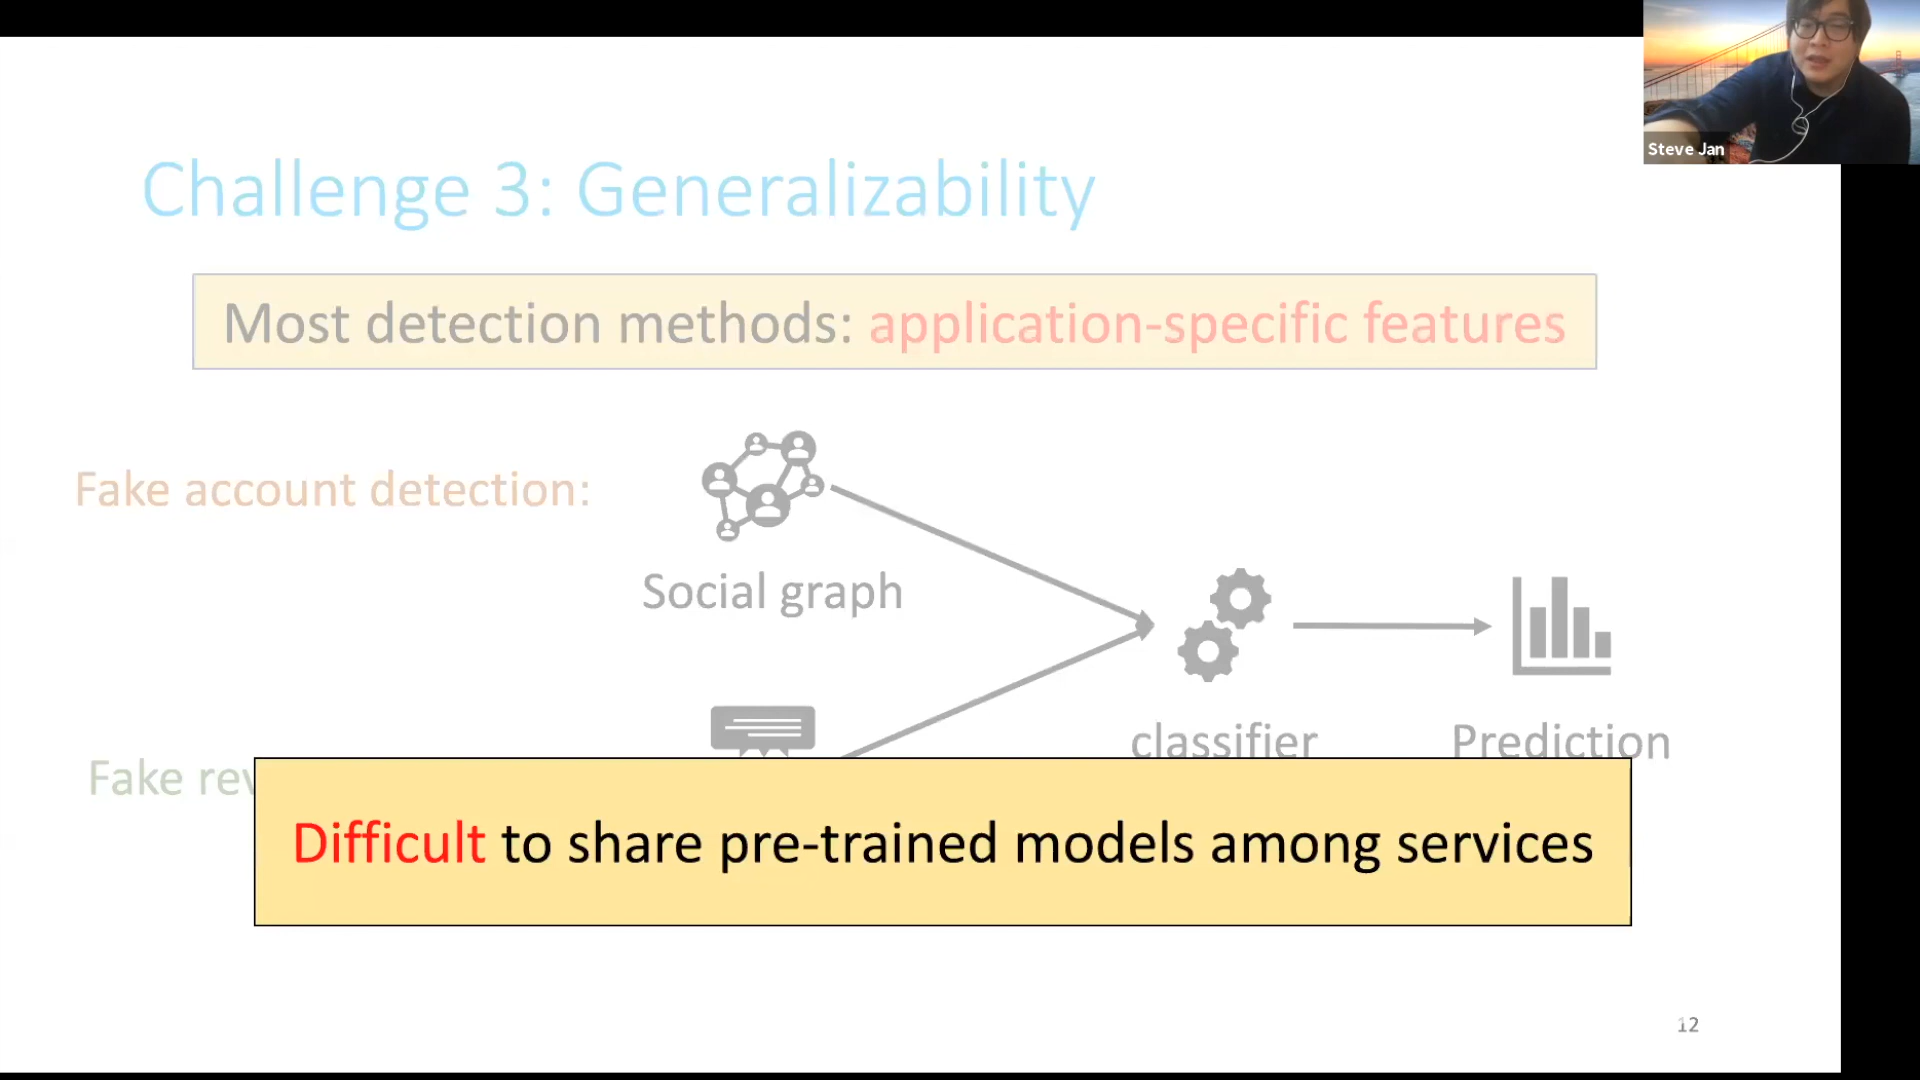 Steve Jan
Challenge 3: Generalizability
Most detection methods: application-specific features
Fake account detection:
Social graph
classifier
Prediction
Fake
Difficult to share pre-trained models among services
12